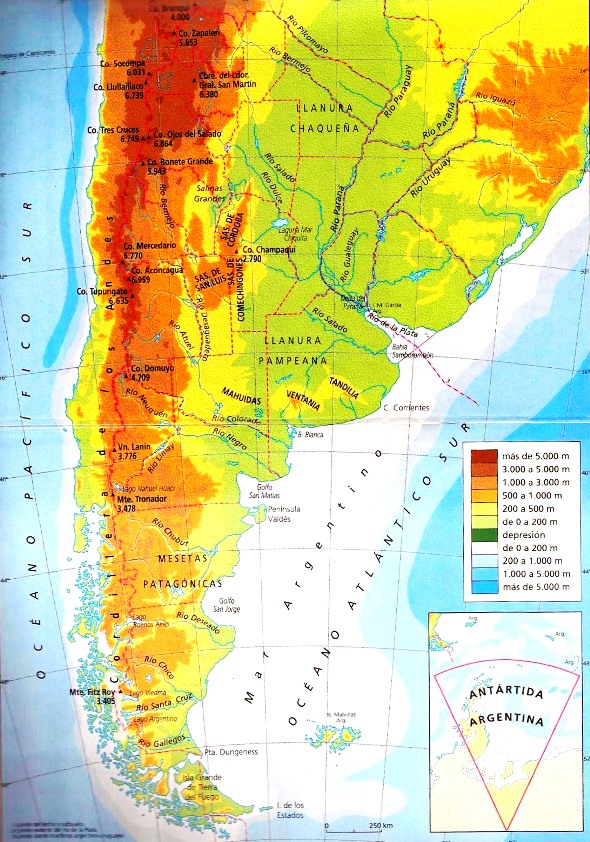 4.000
Co. Zapaleri
5.653
Río Pilcomayo
Río Bermejo
Co. Socompa
6.031
Co. Llullaillaco
6.739
Cbre. del Ldor.
Gral. San Martín
6.380
LLANURA
CHAQUEÑA
Río Paraguay
Río Paraná
Río Iguazú
Río Uruguay
Co. Tres Cruces
6.749
Co. Ojos del Salado
6.864
Co. Bonete Grande
5.943
Río Bermejo
Salinas
Grandes
Río Salado
Río Dulce
Laguna Mar
Chiquita
Río Paraná
Río Gualeguay
SAS. DE
CÓRDOBA
Co. Champaquí
2.790
SAS. DE
COMECHINGONES
SAS. DE
SAN LUIS
Co. Mercedario
6.770
Co. Aconcagua
6.959
Co. Tupungato
6.635
Río Desaguadero
Río Atuel
Delta del
Paraná
I. M. García
Río de la Plata
Río Salado
Bahía
Samborombón
LLANURA
PAMPEANA
Co. Domuyo
4.709
MAHUIDAS
VENTANIA
TANDILIA
C. Corrientes
Río Neuquén
Río Colorado
Río Negro
B. Blanca
Vn. Lanín
3.776
Río Limay
Lago Nahuel Huapi
Mte. Tronador
3.478
Golfo
San Matías
Península
Valdés
Río Chubut
MESETAS
PATAGÓNICAS
Golfo
San Jorge
Lago
Buenos Aires
Río Deseado
Río Chico
Mte. Fitz Roy
3.405
Lago Viedma
Río Santa Cruz
Lago Argentino
Río Gallegos
Pta. Dungeness
Isla Grande
de Tierra
del Fuego
I. de los
Estados
Is. Malvinas
Arg.
Cordillera de los Andes
OCÉANO PACÍFICO SUR
Mar Argentino
OCÉANO ATLÁNTICO SUR
más de 5.000 m
3.000 a 5.000 m
1.000 a 3.000 m
500 a 1.000 m
200 a 500 m
de 0 a 200 m
depresión
de 0 a 200 m
200 a 1.000 m
1.000 a 5.000 m
más de 5.000 m
Arg.
Arg.
ANTÁRTIDA
ARGENTINA
0 250 km